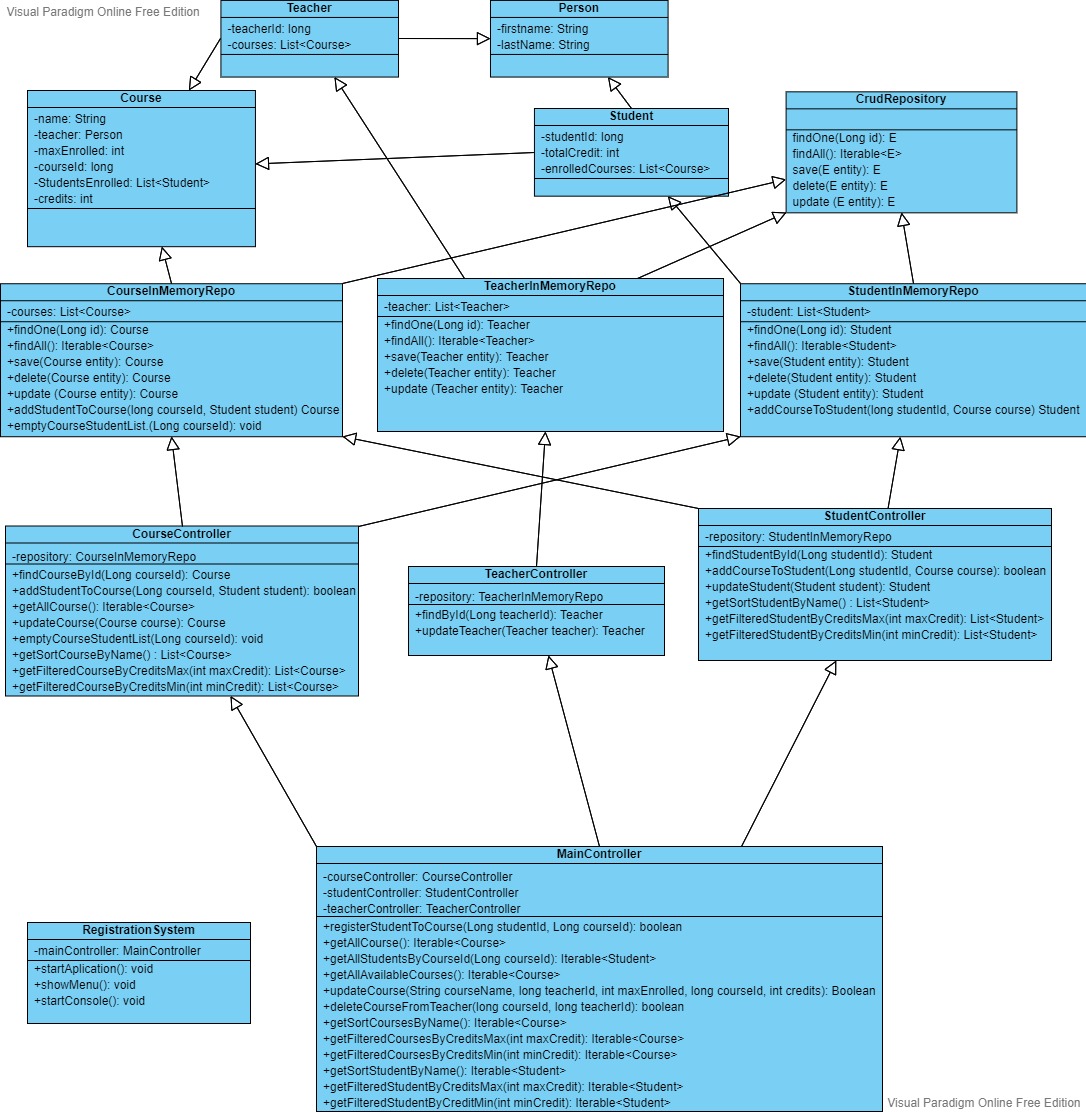 Visual Paradigm Online Free Edition
Teacher
-teacherId: long
-courses: List<Course>
Person
-firstname: String
-lastName: String
Course
-name: String
-teacher: Person
-maxEnrolled: int
-courseId: long
-StudentsEnrolled: List<Student>
-credits: int
Student
-studentId: long
-totalCredit: int
-enrolledCourses: List<Course>
CrudRepository
findOne(Long id): E
findAll(): Iterable<E>
save(E entity): E
delete(E entity): E
update (E entity): E
CourseInMemoryRepo
-courses: List<Course>
+findOne(Long id): Course
+findAll(): Iterable<Course>
+save(Course entity): Course
+delete(Course entity): Course
+update (Course entity): Course
+addStudentToCourse(long courseId, Student student) Course
+emptyCourseStudentList.(Long courseId): void
TeacherInMemoryRepo
-teacher: List<Teacher>
+findOne(Long id): Teacher
+findAll(): Iterable<Teacher>
+save(Teacher entity): Teacher
+delete(Teacher entity): Teacher
+update (Teacher entity): Teacher
StudentInMemoryRepo
-student: List<Student>
+findOne(Long id): Student
+findAll(): Iterable<Student>
+save(Student entity): Student
+delete(Student entity): Student
+update (Student entity): Student
+addCourseToStudent(long studentId, Course course) Student
CourseController
-repository: CourseInMemoryRepo
+findCourseById(Long courseId): Course
+addStudentToCourse(Long courseId, Student student): boolean
+getAllCourse(): Iterable<Course>
+updateCourse(Course course): Course
+emptyCourseStudentList(Long courseId): void
+getSortCourseByName() : List<Course>
+getFilteredCourseByCreditsMax(int maxCredit): List<Course>
+getFilteredCourseByCreditsMin(int minCredit): List<Course>
TeacherController
-repository: TeacherInMemoryRepo
+findById(Long teacherId): Teacher
+updateTeacher(Teacher teacher): Teacher
StudentController
-repository: StudentInMemoryRepo
+findStudentById(Long studentId): Student
+addCourseToStudent(Long studentId, Course course): boolean
+updateStudent(Student student): Student
+getSortStudentByName() : List<Student>
+getFilteredStudentByCreditsMax(int maxCredit): List<Student>
+getFilteredStudentByCreditsMin(int minCredit): List<Student>
MainController
-courseController: CourseController
-studentController: StudentController
-teacherController: TeacherController
+registerStudentToCourse(Long studentId, Long courseId): boolean
+getAllCourse(): Iterable<Course>
+getAllStudentsByCourseId(Long courseId): Iterable<Student>
+getAllAvailableCourses(): Iterable<Course>
+updateCourse(String courseName, long teacherId, int maxEnrolled, long courseId, int credits): Boolean
+deleteCourseFromTeacher(long courseId, long teacherId): boolean
+getSortCoursesByName(): Iterable<Course>
+getFilteredCoursesByCreditsMax(int maxCredit): Iterable<Course>
+getFilteredCoursesByCreditsMin(int minCredit): Iterable<Course>
+getSortStudentByName(): Iterable<Student>
+getFilteredStudentByCreditsMax(int maxCredit): Iterable<Student>
+getFilteredStudentByCreditMin(int minCredit): Iterable<Student>
RegistrationSystem
-mainController: MainController
+startAplication(): void
+showMenu(): void
+startConsole(): void
Visual Paradigm Online Free Edition